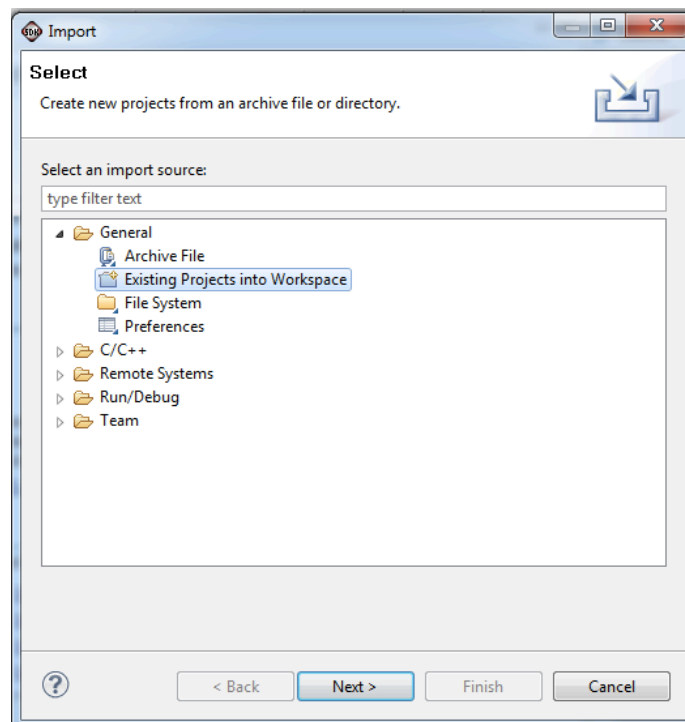 SDK Import
Select
Create new projects from an archive file or directory.
Select an import source:
type filter text
General
Archive File
Existing Projects into Workspace
File System
Preferences
C/C++
Remote Systems
Run/Debug
Team
? < Back Next > Finish Cancel